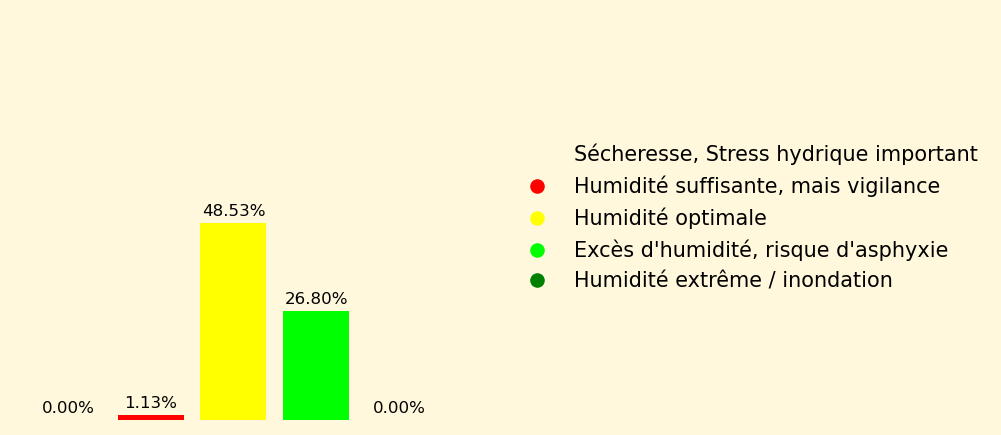 0.00%
1.13%
48.53%
26.80%
0.00%
Sécheresse, Stress hydrique important
Humidité suffisante, mais vigilance
Humidité optimale
Excès d'humidité, risque d'asphyxie
Humidité extrême / inondation